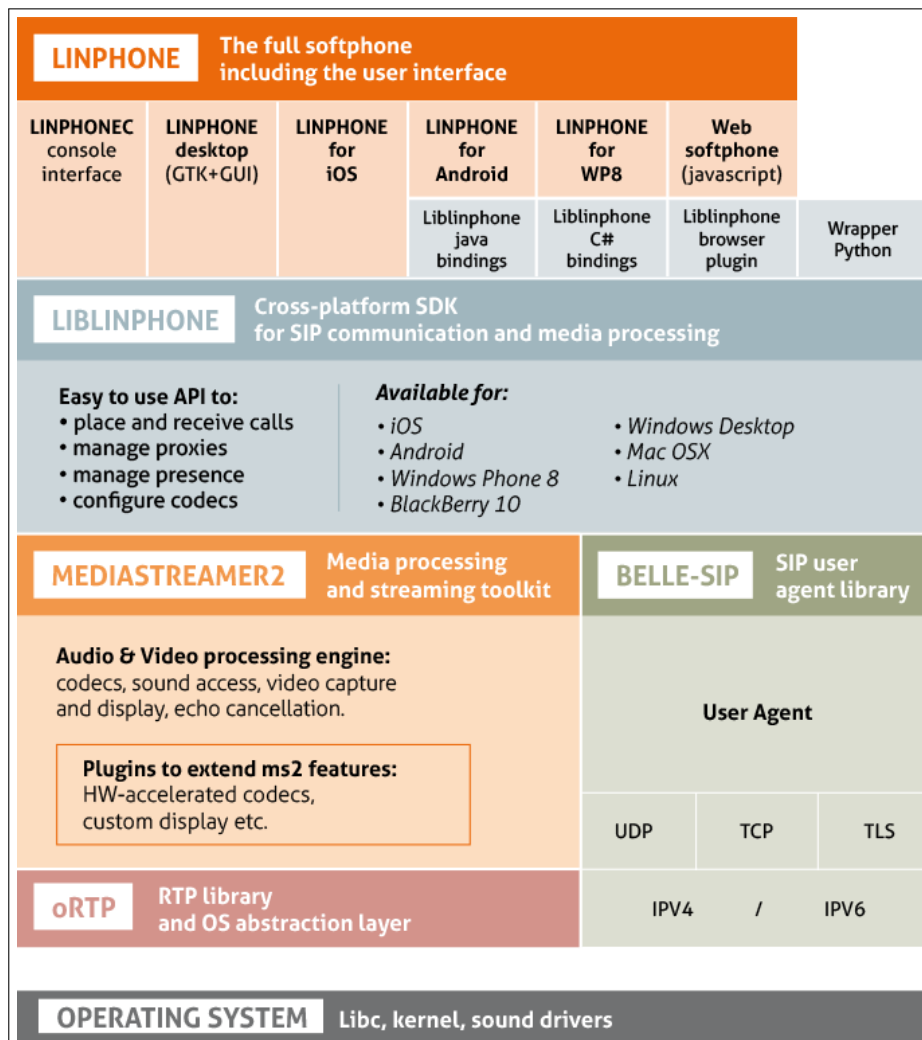 LINPHONE
The full softphone
including the user interface
LINPHONEC
console
interface
LINPHONE
desktop
(GTK+GUI)
LINPHONE
for
iOS
LINPHONE
for
Android
LINPHONE
for
WP8
Web
softphone
(javascript)
Liblinphone
java
bindings
Liblinphone
C#
bindings
Liblinphone
browser
plugin
Wrapper
Python
LIBLINPHONE
Cross-platform SDK
for SIP communication and media processing
Easy to use API to:
• place and receive calls
• manage proxies
• manage presence
• configure codecs
Available for:
• iOS
• Android
• Windows Phone 8
• BlackBerry 10
• Windows Desktop
• Mac OSX
• Linux
MEDIASTREAMER2
Media processing
and streaming toolkit
BELLE-SIP
SIP user
agent library
Audio & Video processing engine:
codecs, sound access, video capture
and display, echo cancellation.
Plugins to extend ms2 features:
HW-accelerated codecs,
custom display etc.
User Agent
UDP
TCP
TLS
oRTP
RTP library
and OS abstraction layer
IPV4 / IPV6
OPERATING SYSTEM
Libc, kernel, sound drivers